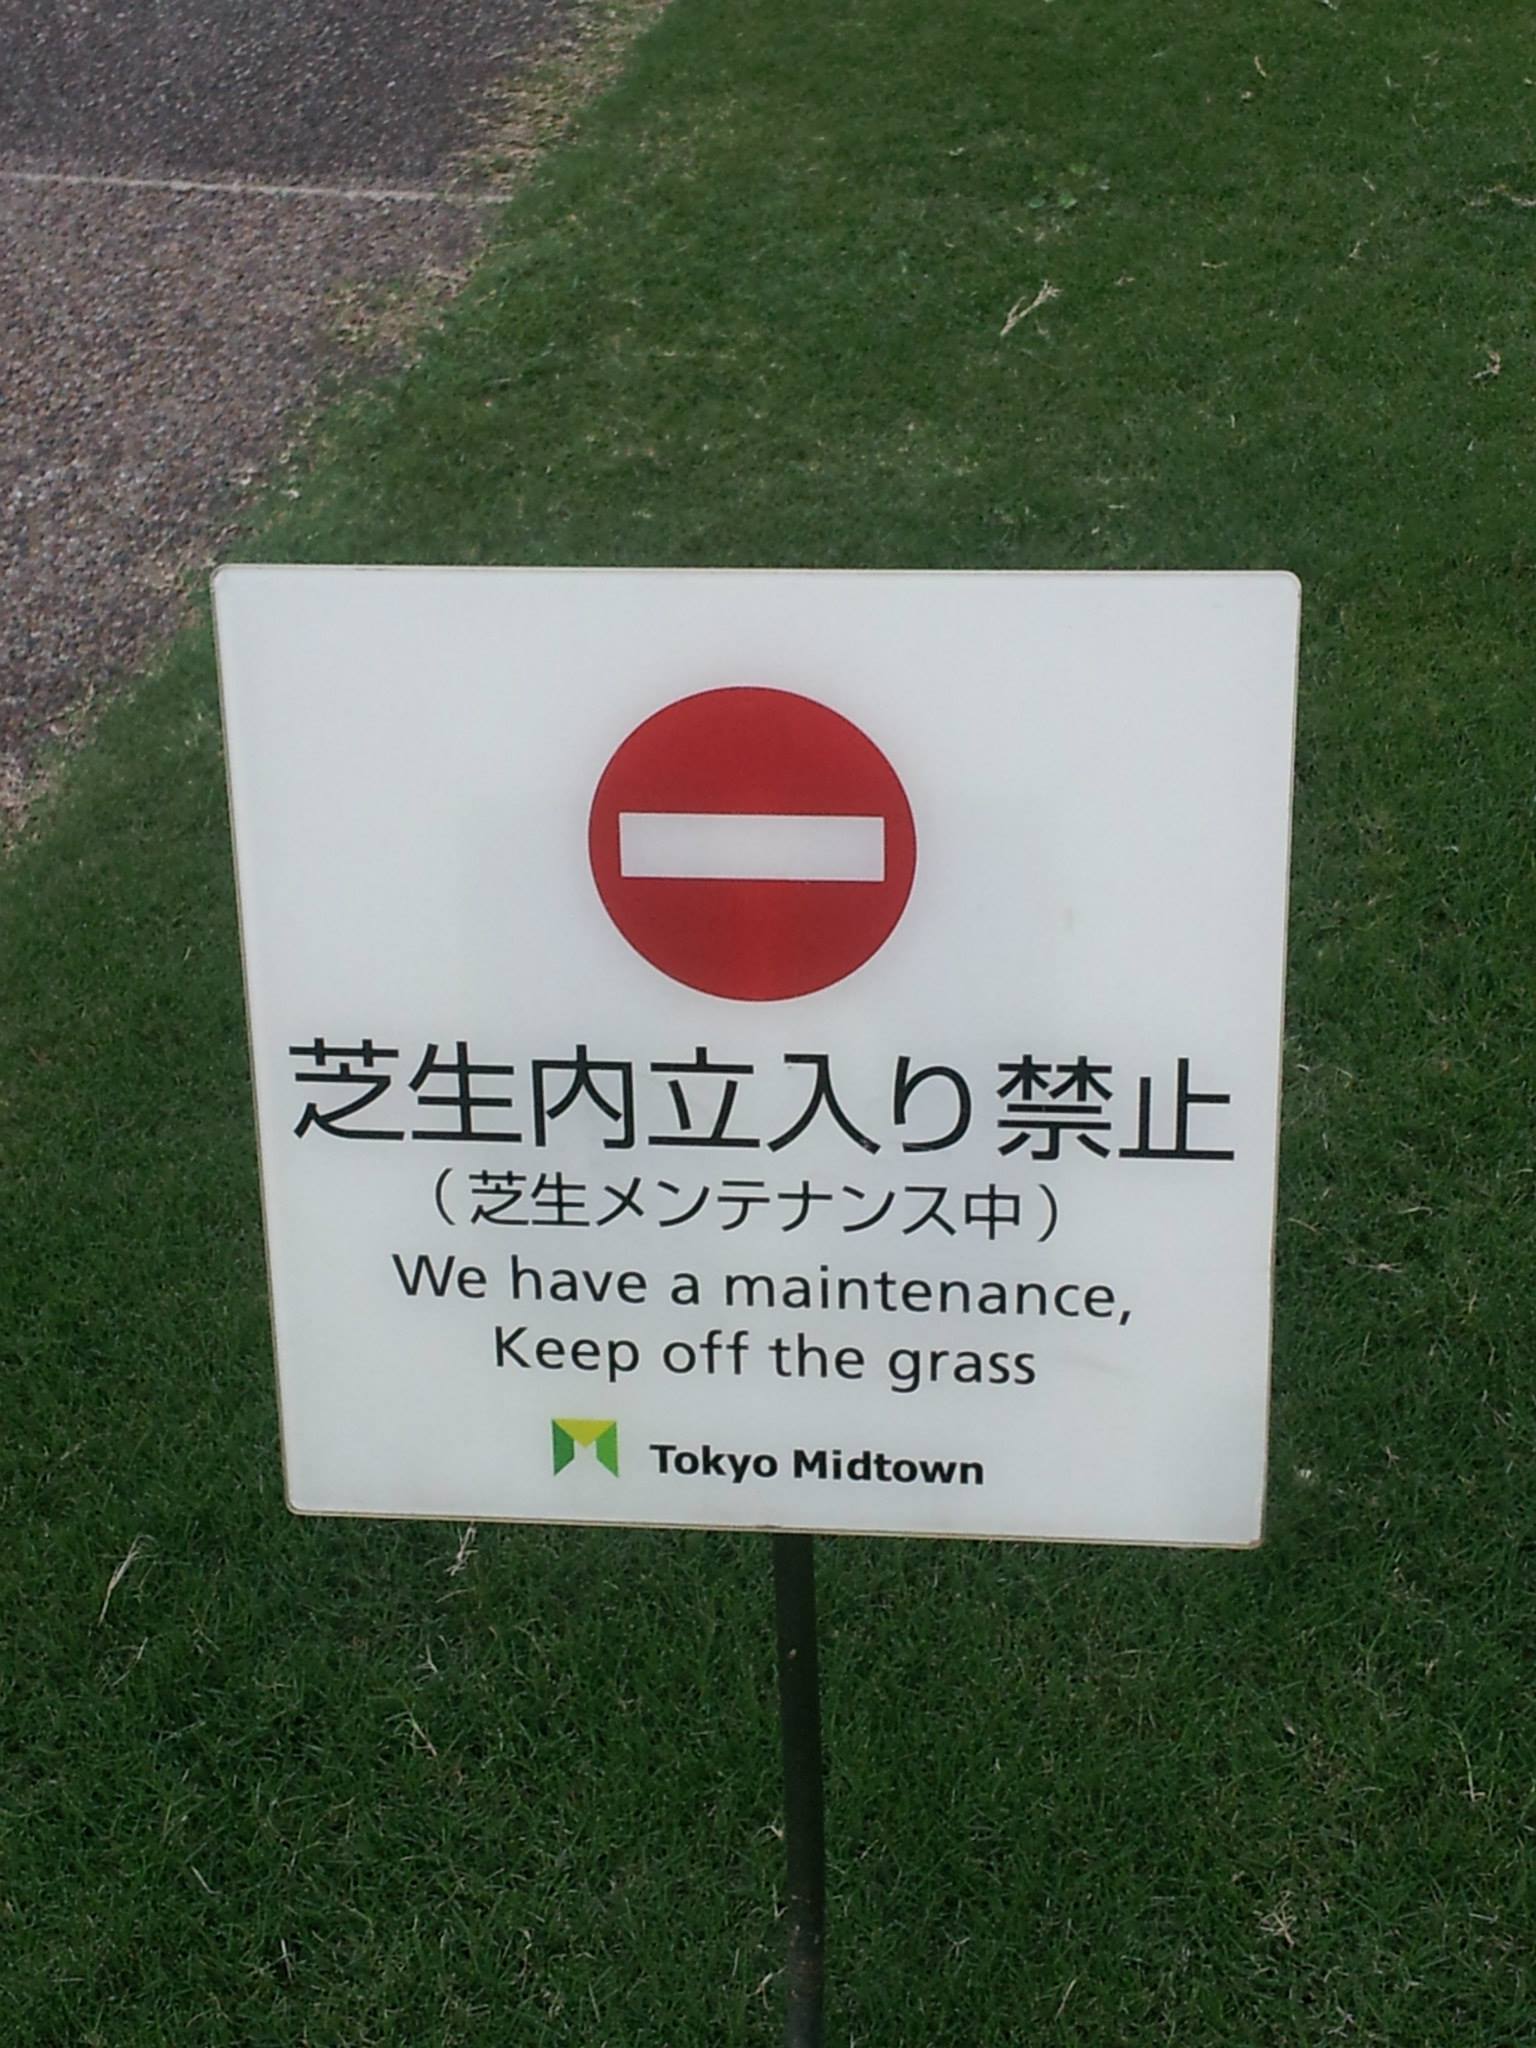 芝生内立入り禁止
(芝生メンテナンス中)
We have a maintenance,
Keep off the grass
Tokyo Midtown